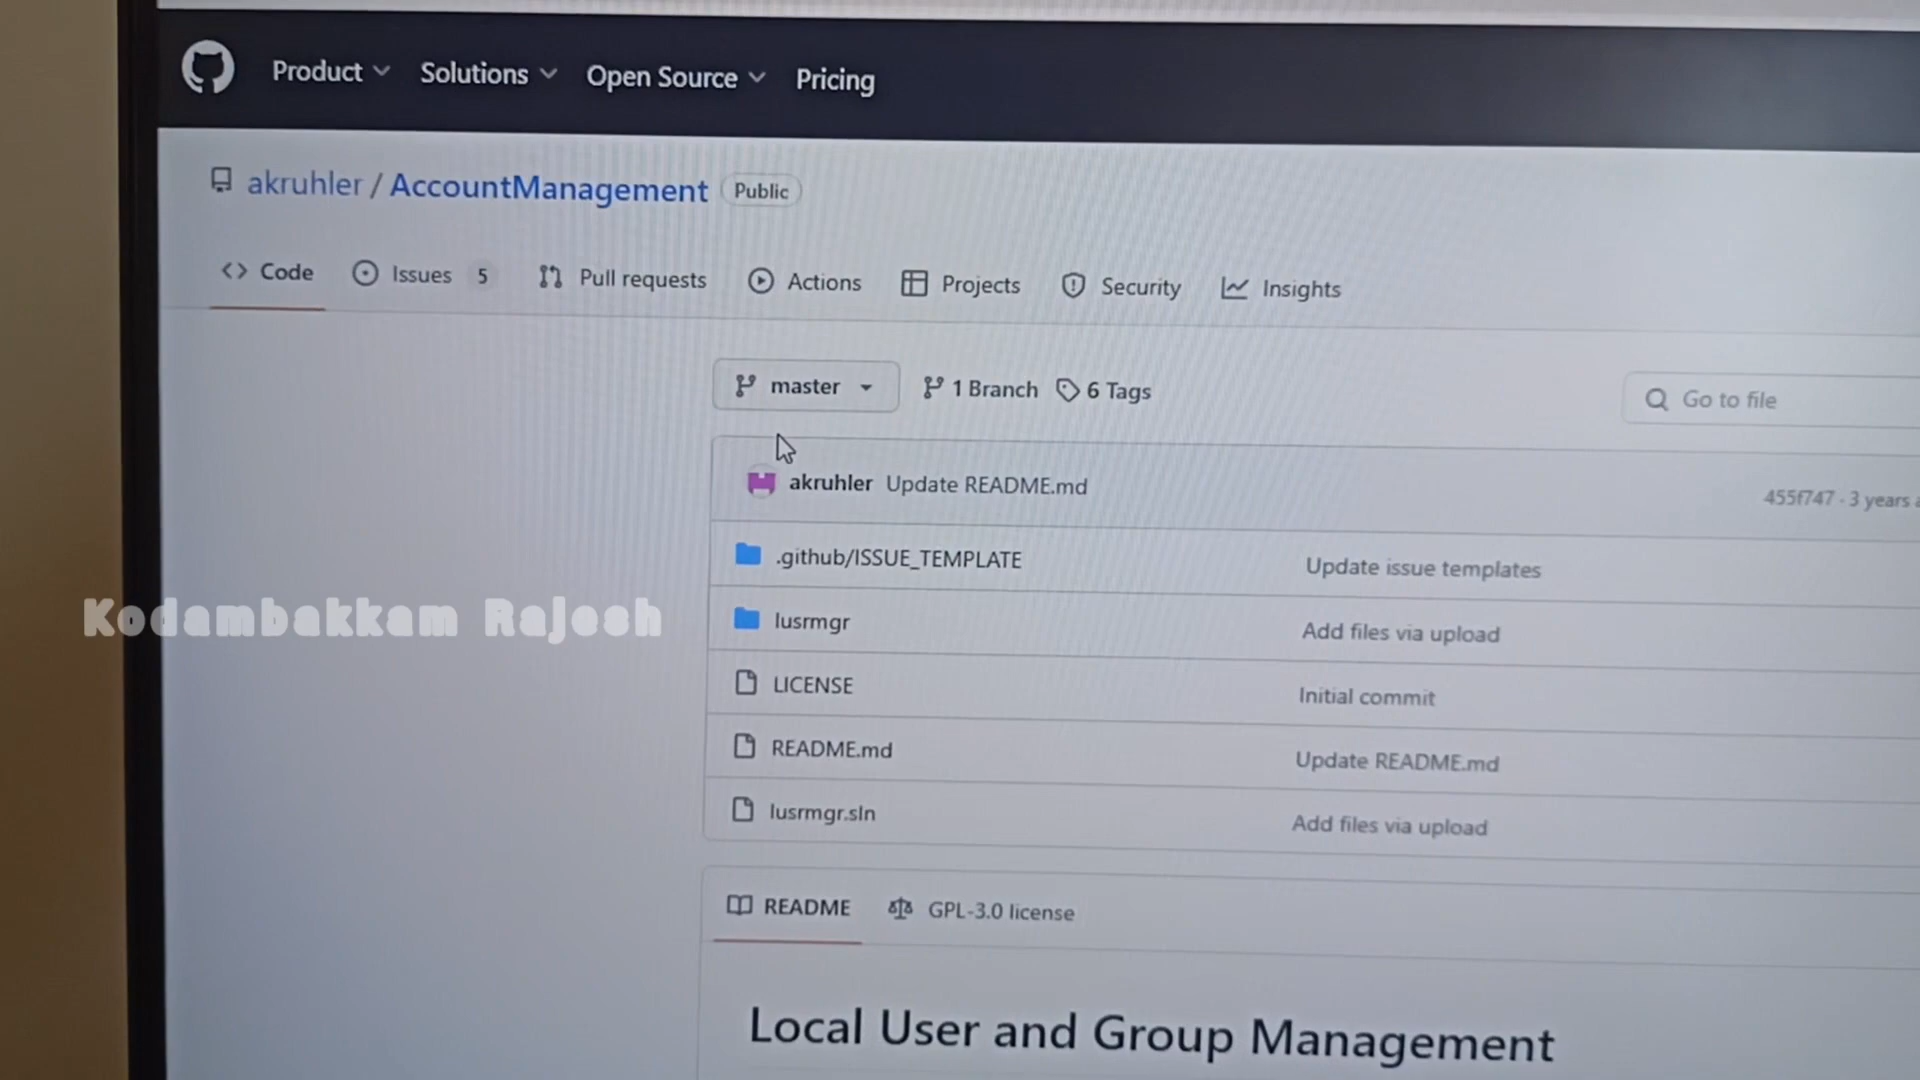 Product Solutions Open Source Pricing
akruhler / AccountManagement Public
Code Issues 5 Pull requests Actions Projects Security Insights
master 1 Branch 6 Tags Go to file
akruhler Update README.md 455f747 · 3 years
.github/ISSUE_TEMPLATE Update issue templates
Kodambakkam Rajesh
lusrmgr Add files via upload
LICENSE Initial commit
README.md Update README.md
lusrmgr.sln Add files via upload
README GPL-3.0 license
Local User and Group Management